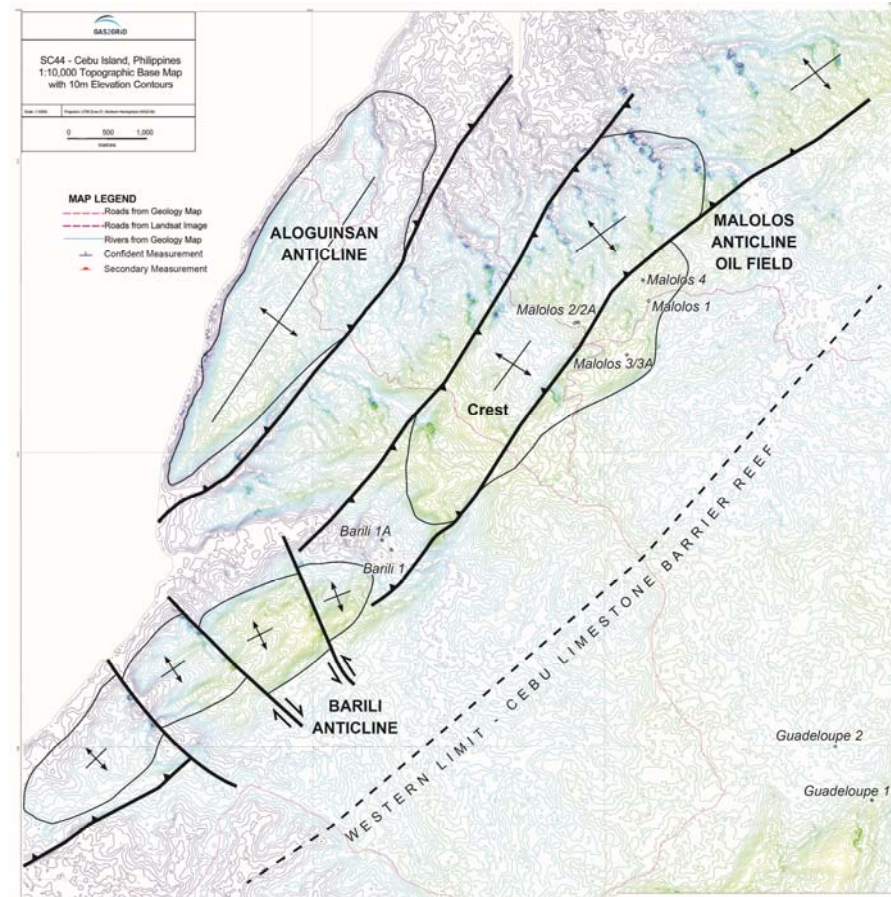 GAS2GRID
SC44 - Cebu Island, Philippines
1:10,000 Topographic Base Map
with 10m Elevation Contours
0 500 1,000
metres
MAP LEGEND
Roads from Geology Map
Roads from Landsat Image
Rivers from Geology Map
Confident Measurement
Secondary Measurement
ALOGUINSAN
ANTICLINE
MALOLOS
ANTICLINE
OIL FIELD
Malolos 4
Malolos 1
Malolos 2/2A
Malolos 3/3A
Crest
Barili 1A
Barili 1
BARILI
ANTICLINE
WESTERN LIMIT - CEBU LIMESTONE BARRIER REEF
Guadeloupe 2
Guadeloupe 1